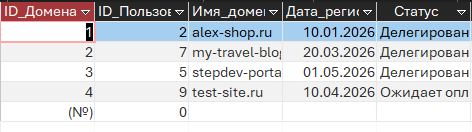 ID_Домена ID_Пользов Имя_домен Дата_регис Статус
1 2 alex-shop.ru 10.01.2026 Делегирован
2 7 my-travel-blog 20.03.2026 Делегирован
3 5 stepdev-porta 01.05.2026 Делегирован
4 9 test-site.ru 10.04.2026 Ожидает опл
(№) 0